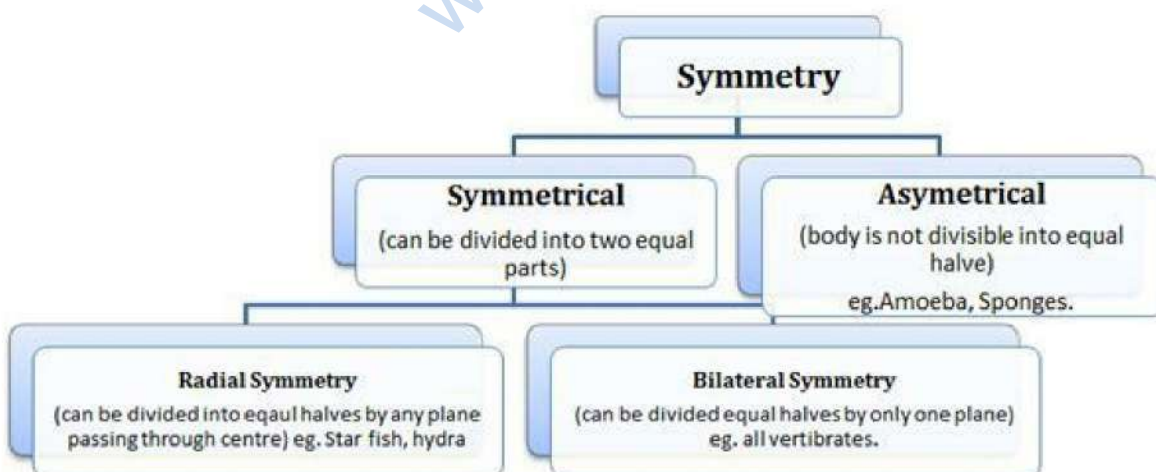 Symmetry
Symmetrical
(can be divided into two equal
parts)
Asymetrical
(body is not divisible into equal
halve)
eg.Amoeba, Sponges.
Radial Symmetry
(can be divided into eqaul halves by any plane
passing through centre) eg. Star fish, hydra
Bilateral Symmetry
(can be divided equal halves by only one plane)
eg. all vertibrates.